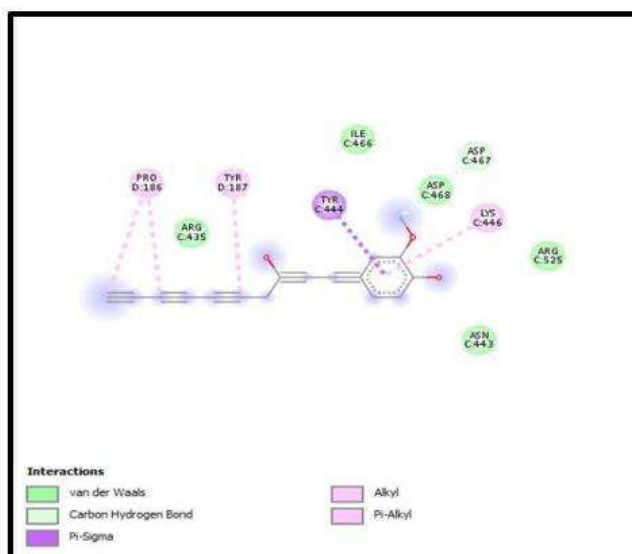 ILE
C:466
ASP
C:467
PRO
D:186
TYR
D:187
TYR
C:444
ASP
C:468
LYS
C:446
ARG
C:435
ARG
C:525
ASN
C:443
Interactions
van der Waals
Carbon Hydrogen Bond
Pi-Sigma
Alkyl
Pi-Alkyl